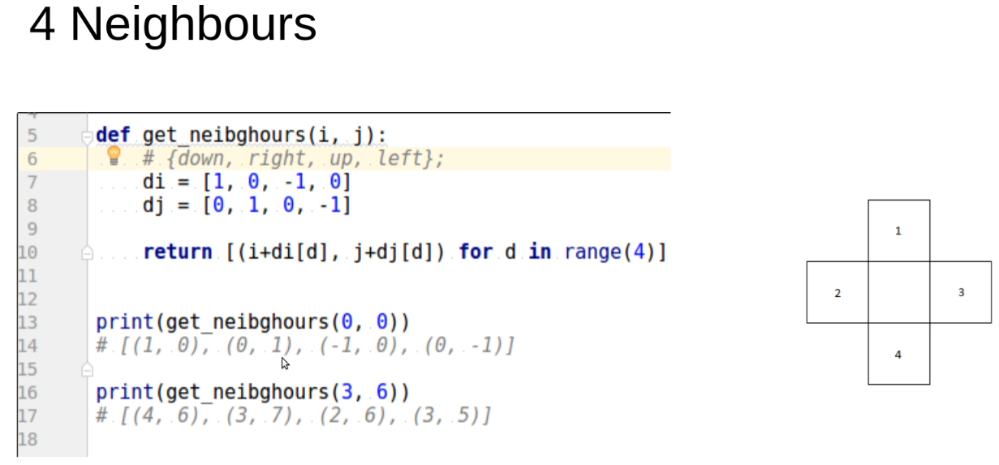 4 Neighbours
4
5 def get_neibghours(i, j):
6 # {down, right, up, left};
7 di = [1, 0, -1, 0]
8 dj = [0, 1, 0, -1]
9
10 return [(i+di[d], j+dj[d]) for d in range(4)]
11
12
13 print(get_neibghours(0, 0))
14 # [(1, 0), (0, 1), (-1, 0), (0, -1)]
15
16 print(get_neibghours(3, 6))
17 # [(4, 6), (3, 7), (2, 6), (3, 5)]
18
1
2 3
4